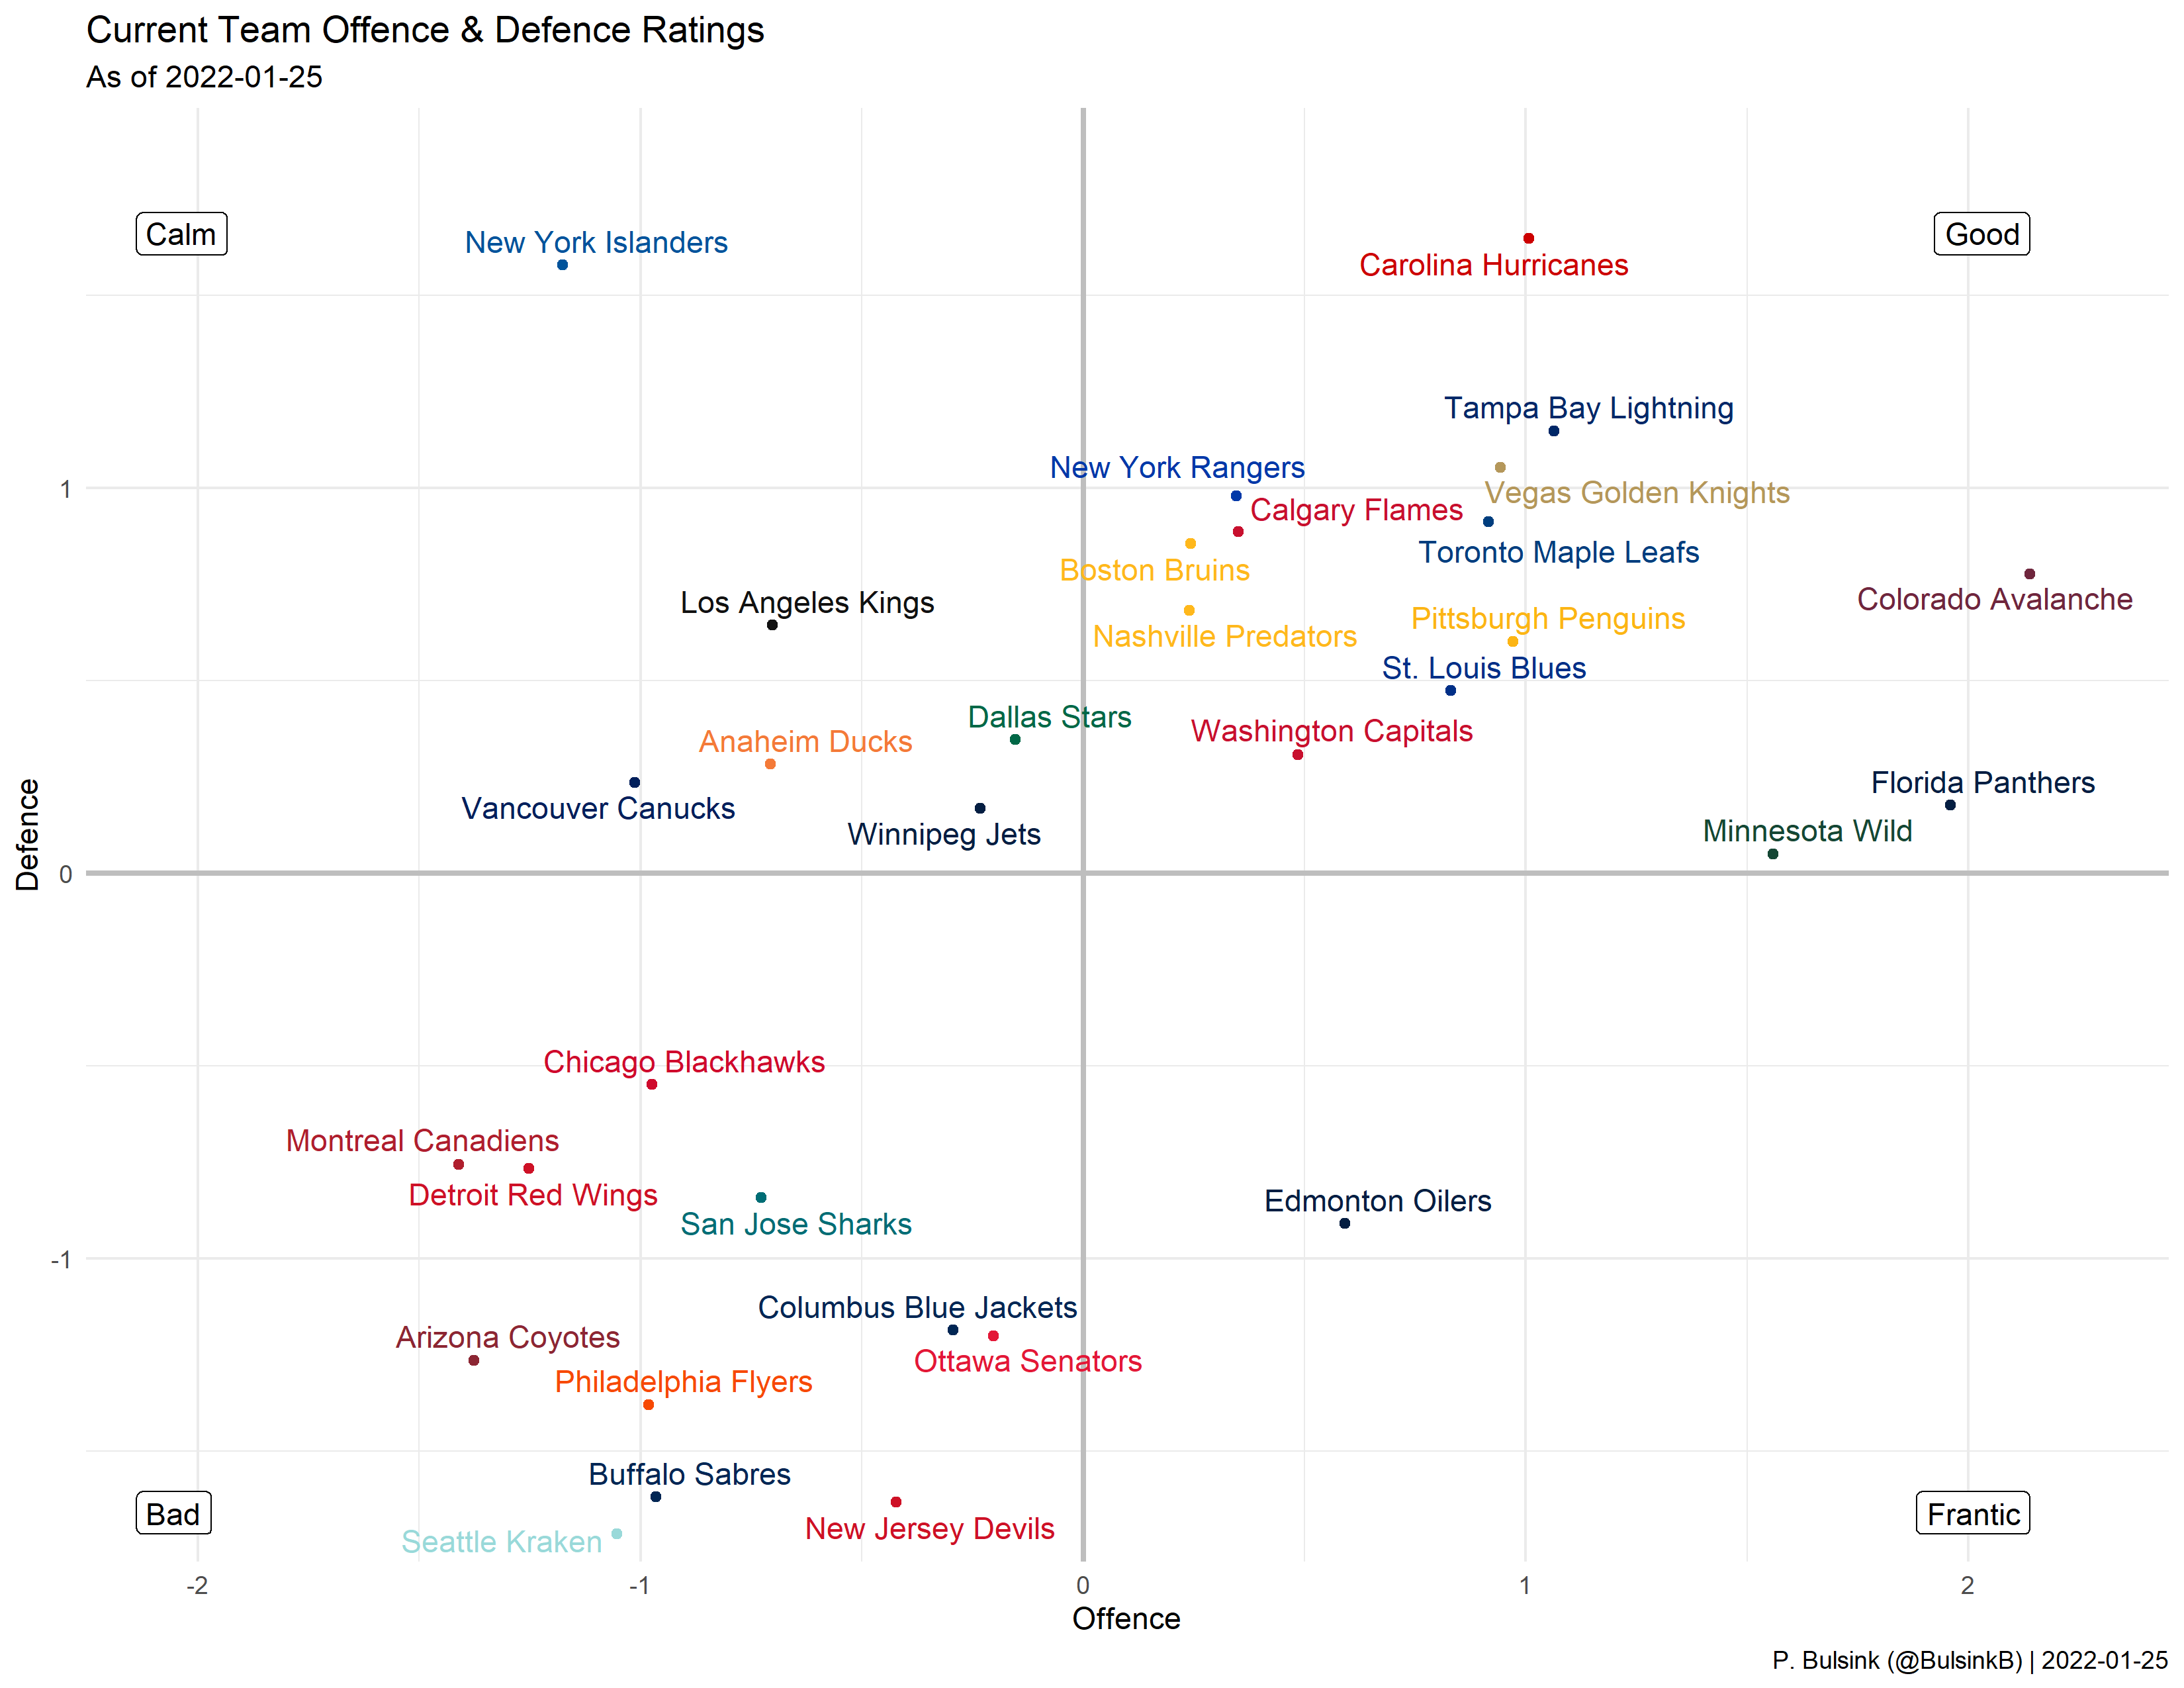 Current Team Offence & Defence Ratings
As of 2022-01-25
Calm
New York Islanders
Good
Carolina Hurricanes
Tampa Bay Lightning
New York Rangers
1
Vegas Golden Knights
Calgary Flames
Toronto Maple Leafs
Boston Bruins
Colorado Avalanche
Los Angeles Kings
Pittsburgh Penguins
Nashville Predators
St. Louis Blues
Dallas Stars
Washington Capitals
Anaheim Ducks
Florida Panthers
Vancouver Canucks
Minnesota Wild
Winnipeg Jets
Defence
0
Chicago Blackhawks
Montreal Canadiens
Detroit Red Wings
Edmonton Oilers
San Jose Sharks
-1
Columbus Blue Jackets
Arizona Coyotes
Ottawa Senators
Philadelphia Flyers
Buffalo Sabres
Bad
Frantic
New Jersey Devils
Seattle Kraken
-2
-1
0
1
2
Offence
P. Bulsink (@BulsinkB) | 2022-01-25